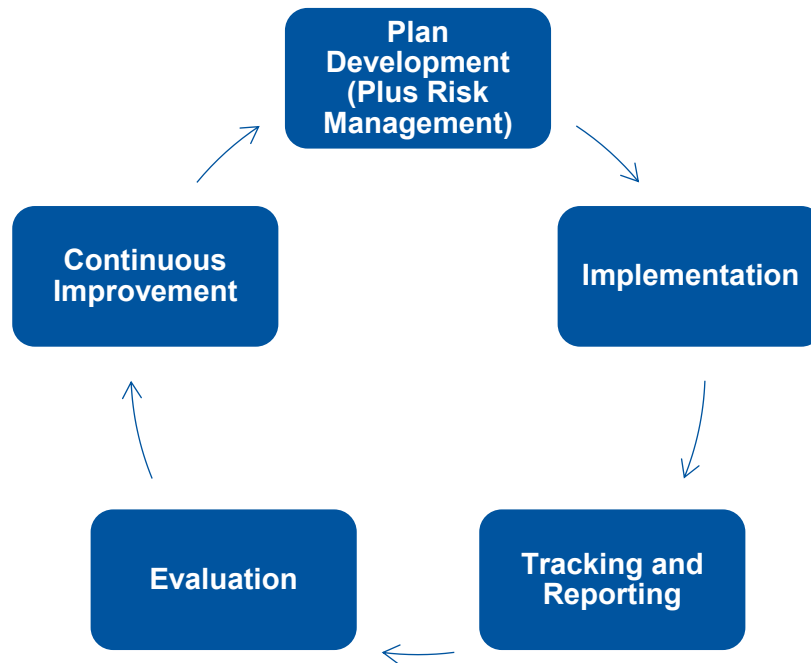 Plan
Development
(Plus Risk
Management)
Implementation
Tracking and
Reporting
Evaluation
Continuous
Improvement